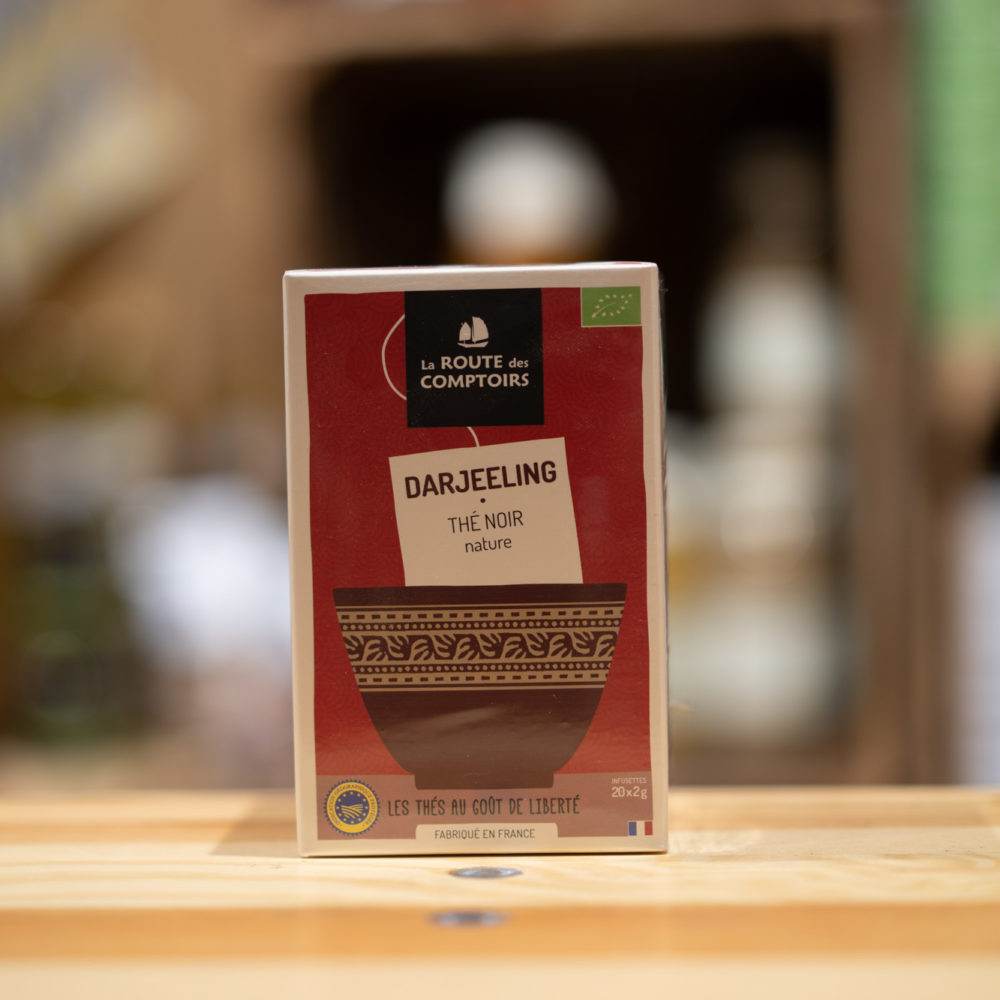 La ROUTE des
COMPTOIRS
DARJEELING
•
THÉ NOIR
nature
INFUSETTES
20x2g
LES THÉS AU GOÛT DE LIBERTÉ
FABRIQUÉ EN FRANCE